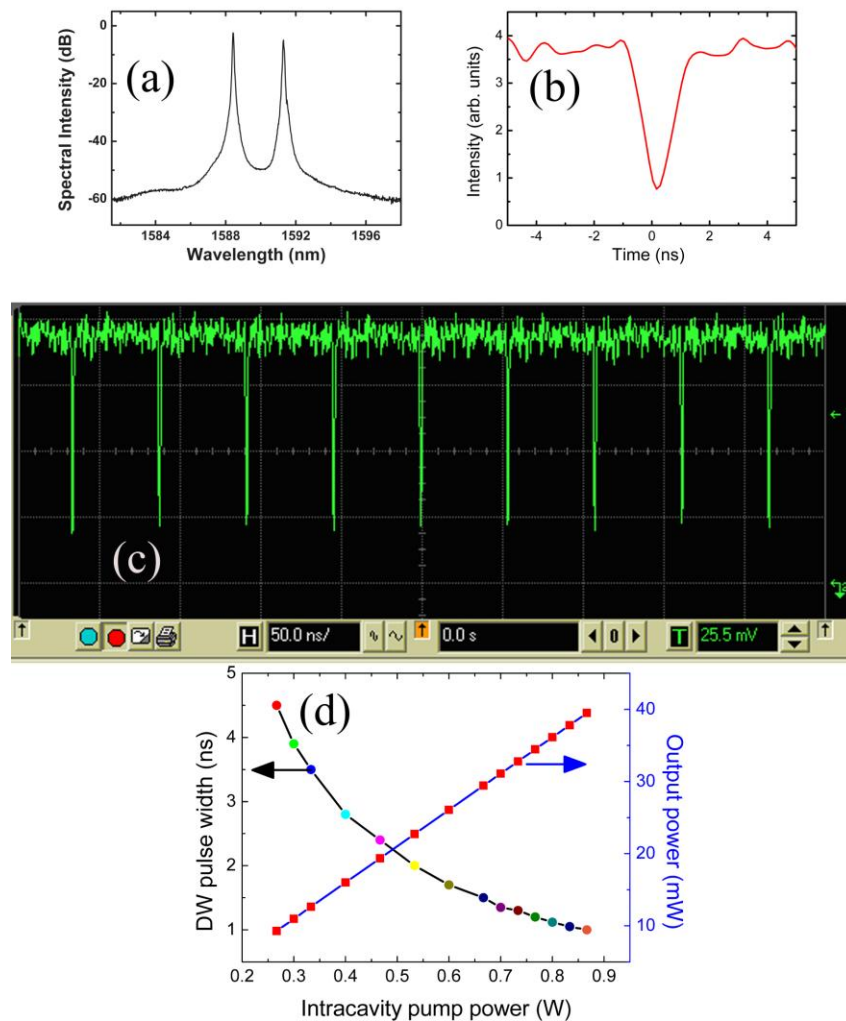 (a)
Spectral Intensity (dB)
0
-20
-40
-60
1584 1588 1592 1596
Wavelength (nm)
(b)
Intensity (arb. units)
4
3
2
1
0
-4 -2 0 2 4
Time (ns)
(c)
H 50.0 ns/ 0.0 s 0 T 25.5 mV
(d)
DW pulse width (ns)
5
4
3
2
1
Output power (mW)
40
30
20
10
0.2 0.3 0.4 0.5 0.6 0.7 0.8 0.9
Intracavity pump power (W)